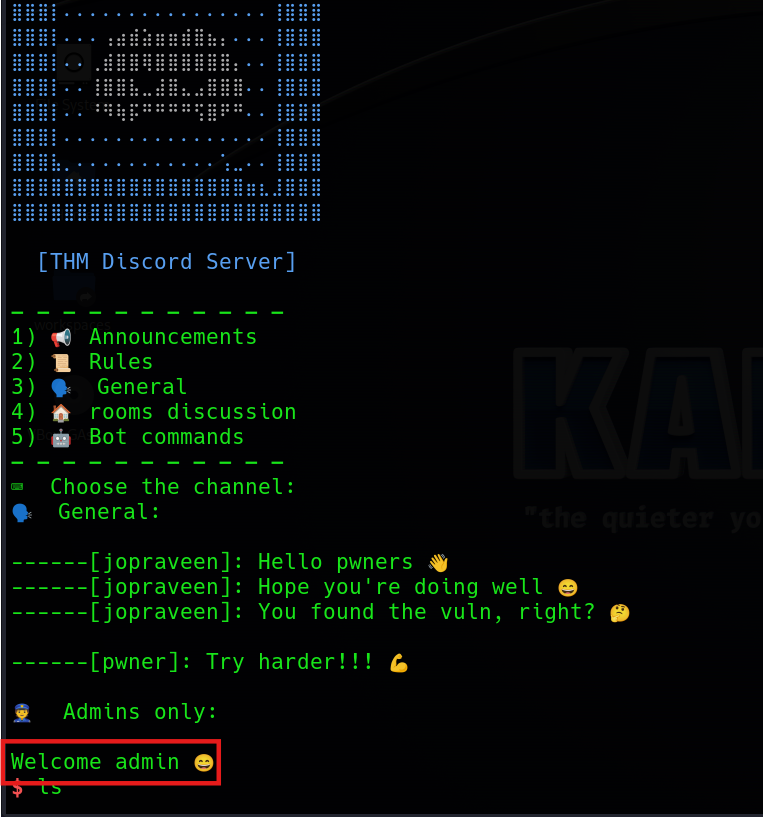 [THM Discord Server]
_ _ _ _ _ _ _ _ _ _ _
1) 📢 Announcements
2) 📜 Rules
3) 🗣 General
4) 🏠 rooms discussion
5) 🤖 Bot commands
_ _ _ _ _ _ _ _ _ _ _
⌨ Choose the channel:
🗣 General:
------[jopraveen]: Hello pwners 👋
------[jopraveen]: Hope you're doing well 😄
------[jopraveen]: You found the vuln, right? 🤔
------[pwner]: Try harder!!! 💪
👮 Admins only:
Welcome admin 😄
$ ls
KA
"the quieter yo